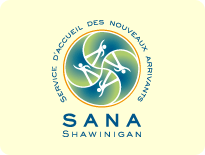 SERVICE D'ACCUEIL DES NOUVEAUX ARRIVANTS
SANA
SHAWINIGAN